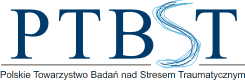 PTBST
Polskie Towarzystwo Badań nad Stresem Traumatycznym